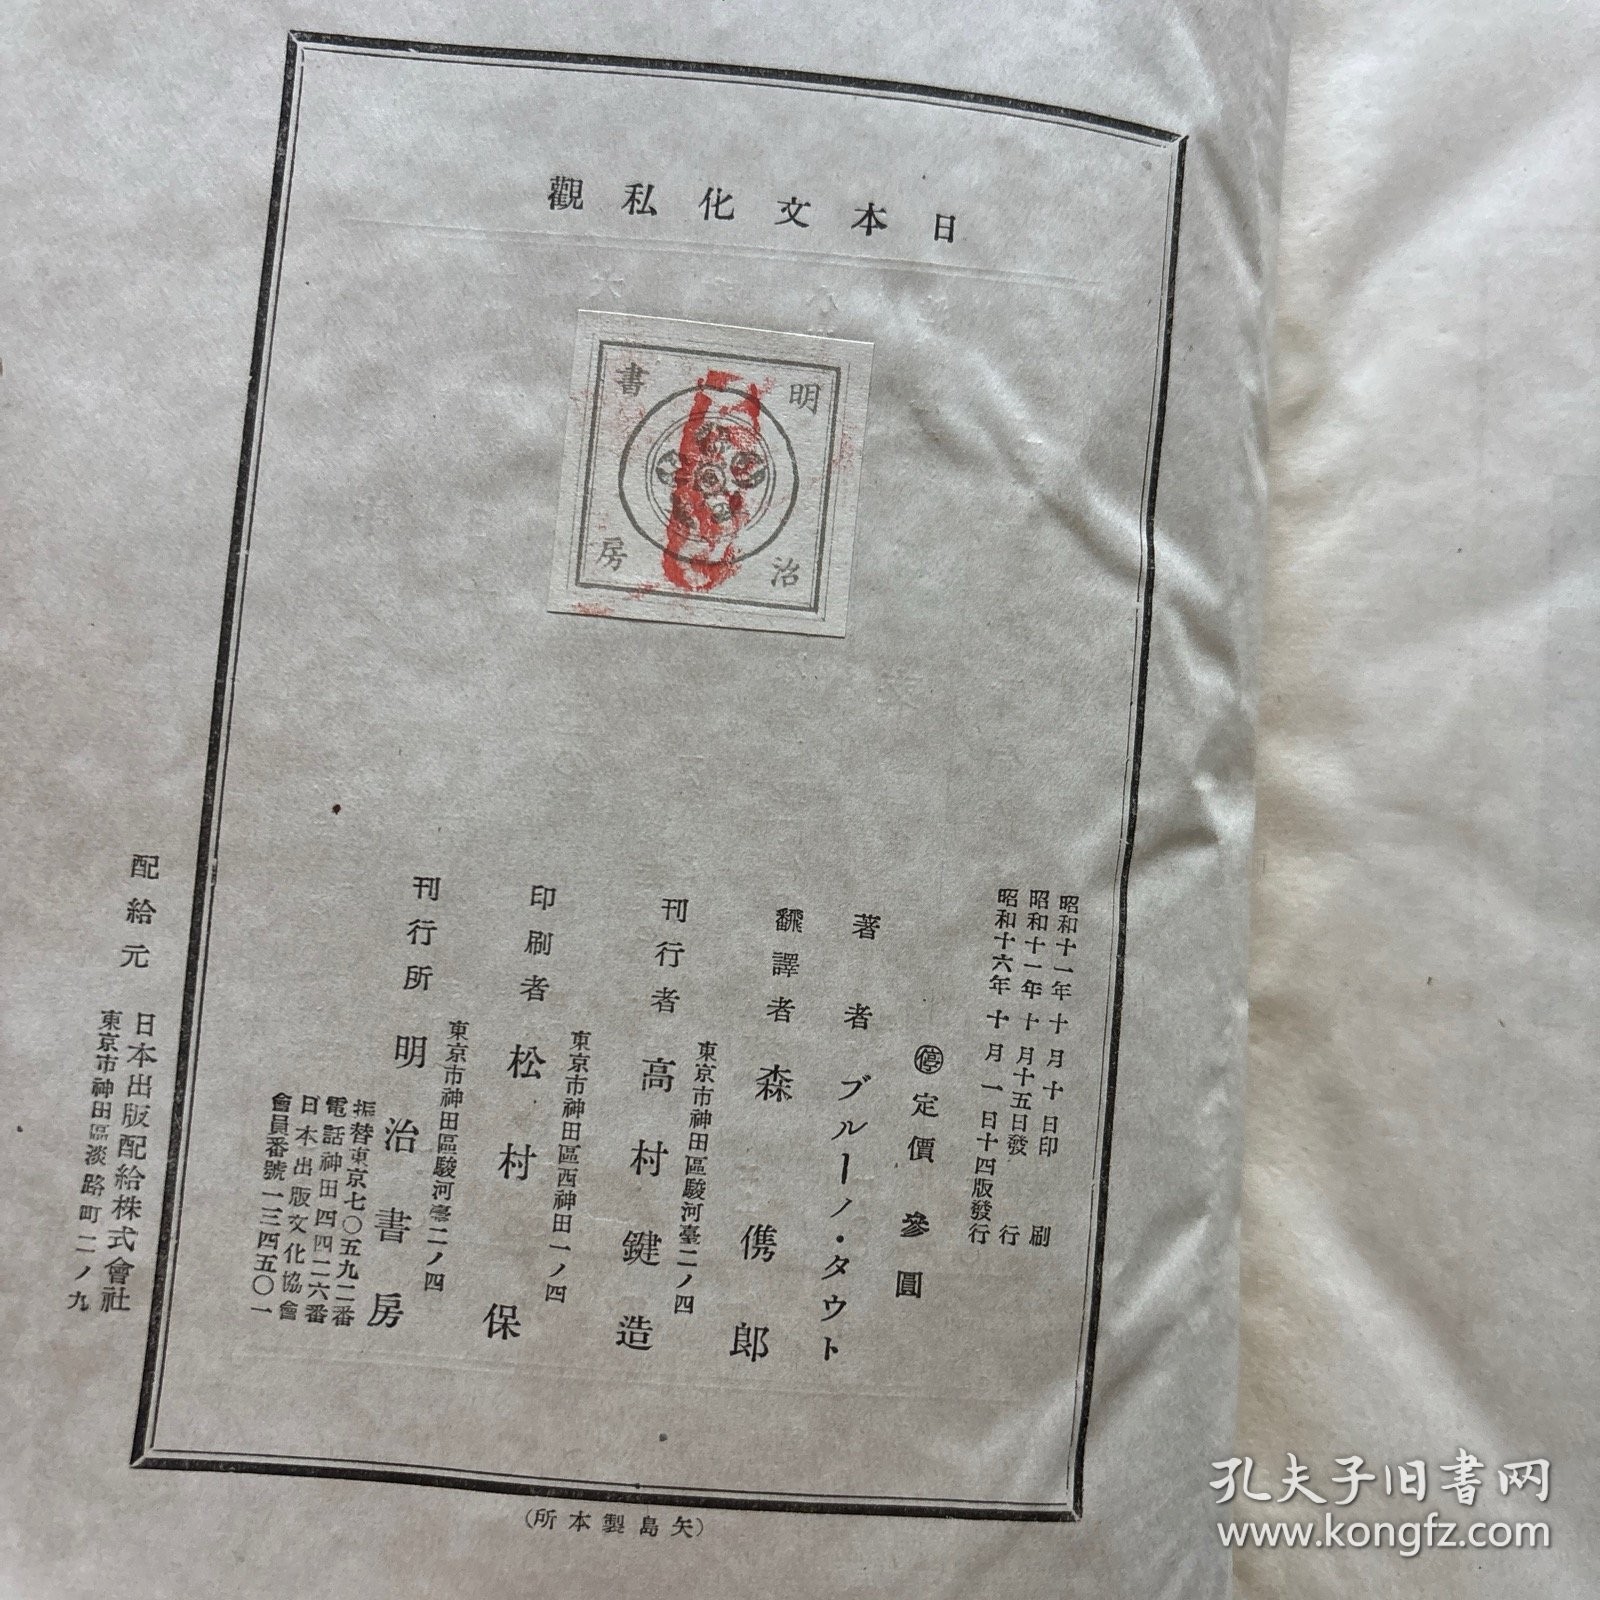 日本文化私觀
明治書房
昭和十一年十月十日印刷
昭和十一年十月十五日發行
昭和十六年十月一日十四版發行
停定價參圓
著者ブルーノ・タウト
飜譯者森儁郎
東京市神田區駿河臺二ノ四
刊行者高村鍵造
東京市神田區西神田一ノ四
印刷者松村保
東京市神田區駿河臺二ノ四
刊行所明治書房
振替東京七〇五九二番
電話神田四四二六番
日本出版文化協會
會員番號一三四五〇一
配給元日本出版配給株式會社
東京市神田區淡路町二ノ九
(矢島製本所)
孔夫子旧书网
www.kongfz.com